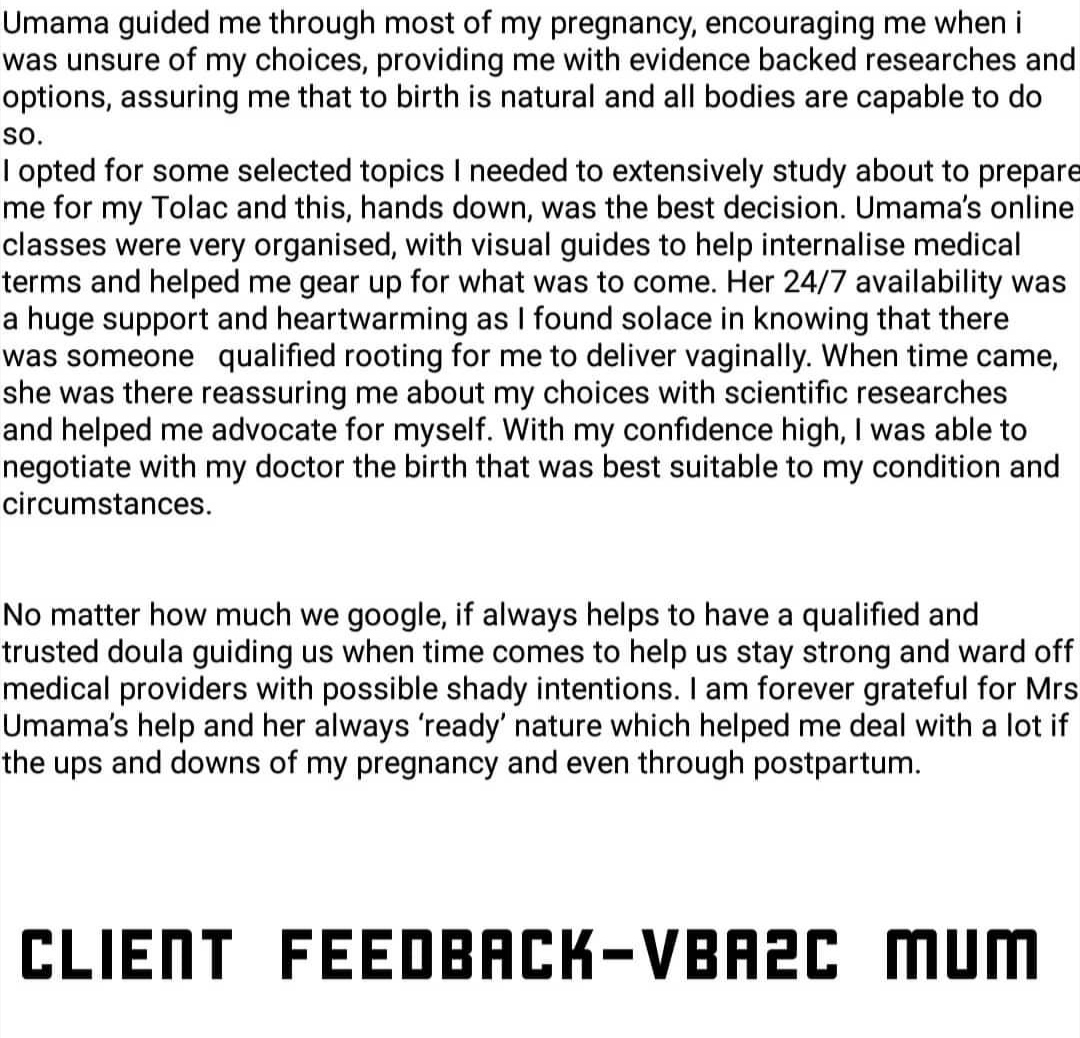 Umama guided me through most of my pregnancy, encouraging me when i
was unsure of my choices, providing me with evidence backed researches and
options, assuring me that to birth is natural and all bodies are capable to do
so.
I opted for some selected topics I needed to extensively study about to prepare
me for my Tolac and this, hands down, was the best decision. Umama's online
classes were very organised, with visual guides to help internalise medical
terms and helped me gear up for what was to come. Her 24/7 availability was
a huge support and heartwarming as I found solace in knowing that there
was someone   qualified rooting for me to deliver vaginally. When time came,
she was there reassuring me about my choices with scientific researches
and helped me advocate for myself. With my confidence high, I was able to
negotiate with my doctor the birth that was best suitable to my condition and
circumstances.
No matter how much we google, if always helps to have a qualified and
trusted doula guiding us when time comes to help us stay strong and ward off
medical providers with possible shady intentions. I am forever grateful for Mrs
Umama's help and her always ‘ready’ nature which helped me deal with a lot if
the ups and downs of my pregnancy and even through postpartum.
CLIENT FEEDBACK-VBA2C MUM